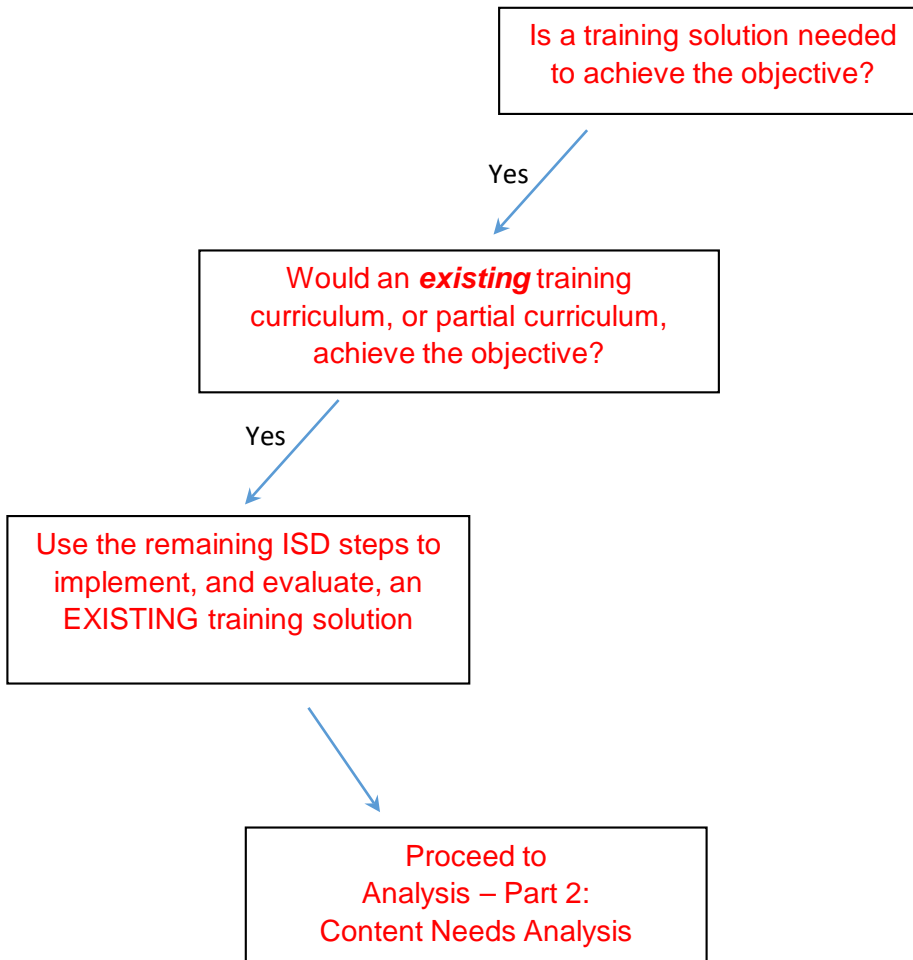 Is a training solution needed
to achieve the objective?
Yes
Would an existing training
curriculum, or partial curriculum,
achieve the objective?
Yes
Use the remaining ISD steps to
implement, and evaluate, an
EXISTING training solution
Proceed to
Analysis – Part 2:
Content Needs Analysis